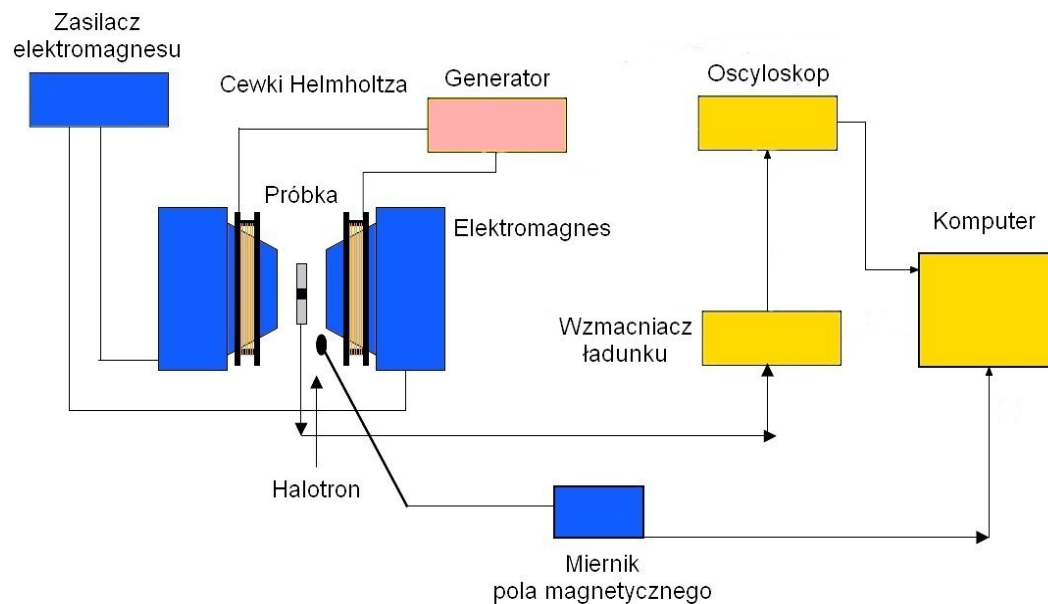 Zasilacz
elektromagnesu
Cewki Helmholtza
Generator
Oscyloskop
Próbka
Elektromagnes
Komputer
Wzmacniacz
ładunku
Halotron
Miernik
pola magnetycznego